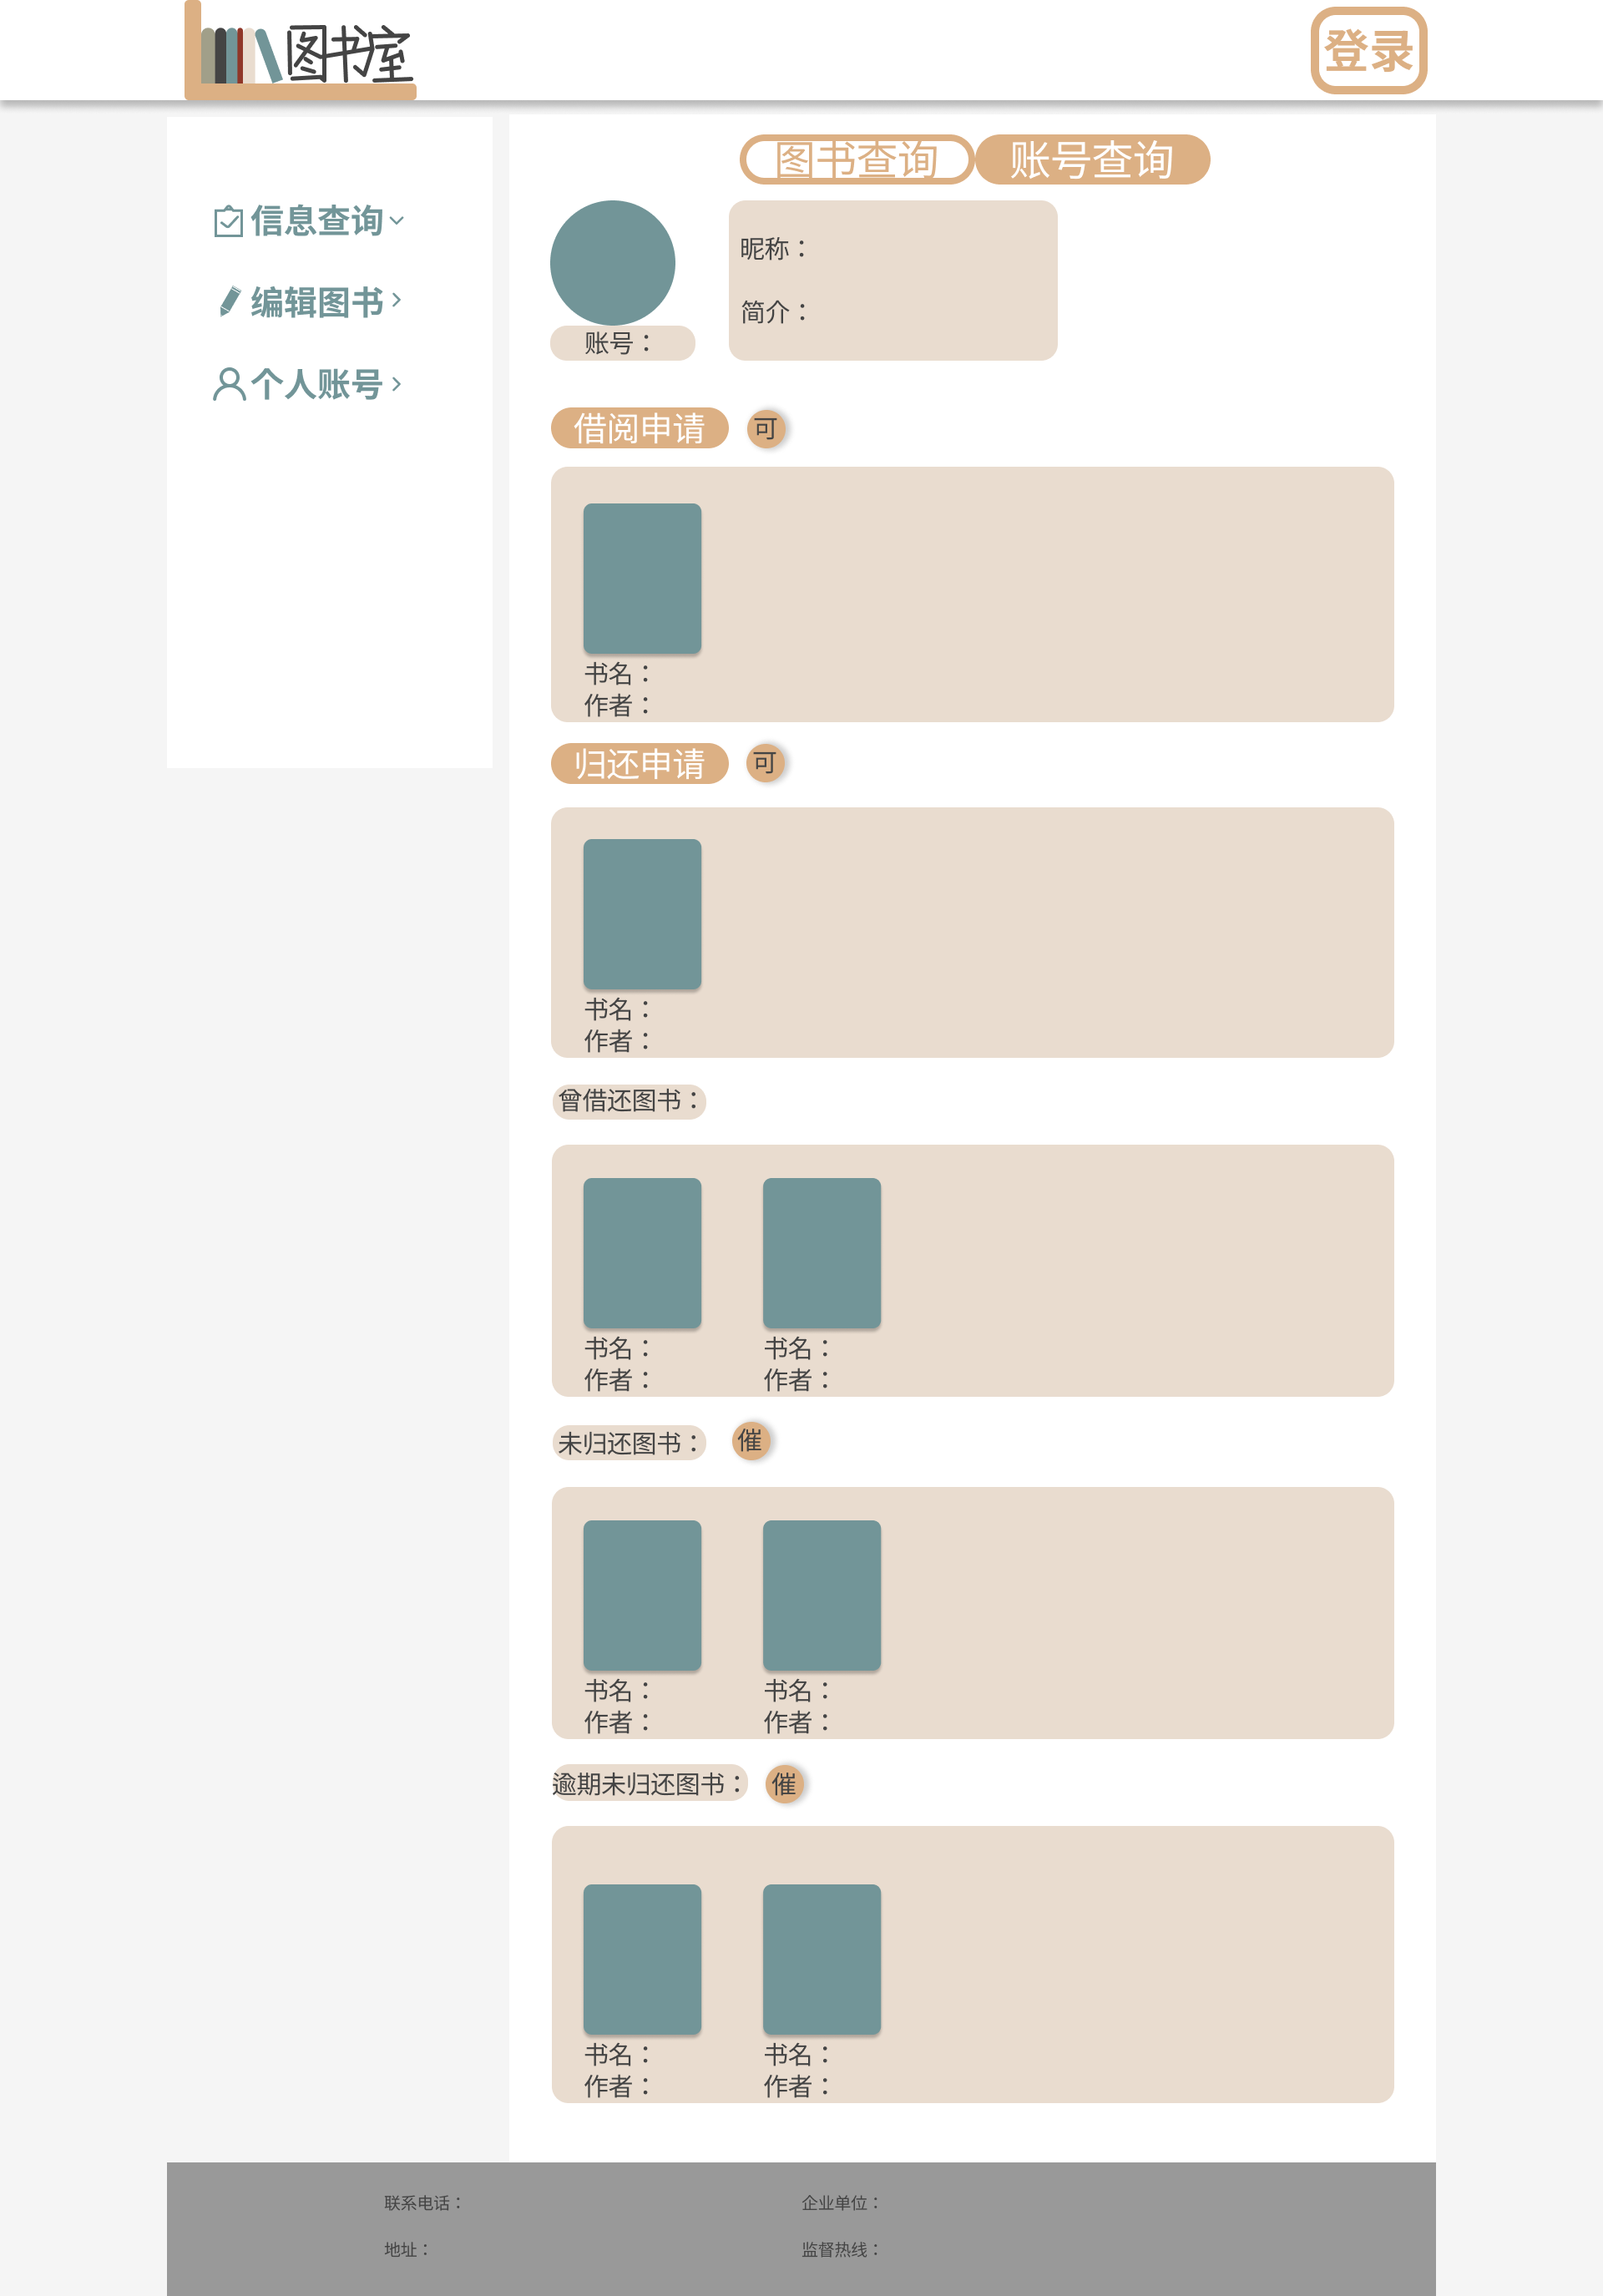 图书室
登录
信息查询
编辑图书
个人账号
图书查询
账号查询
昵称：
简介：
账号：
借阅申请
可
书名：
作者：
归还申请
可
书名：
作者：
曾借还图书：
书名：
书名：
作者：
作者：
未归还图书：
催
书名：
书名：
作者：
作者：
逾期未归还图书：
催
书名：
书名：
作者：
作者：
联系电话：
企业单位：
地址：
监督热线：